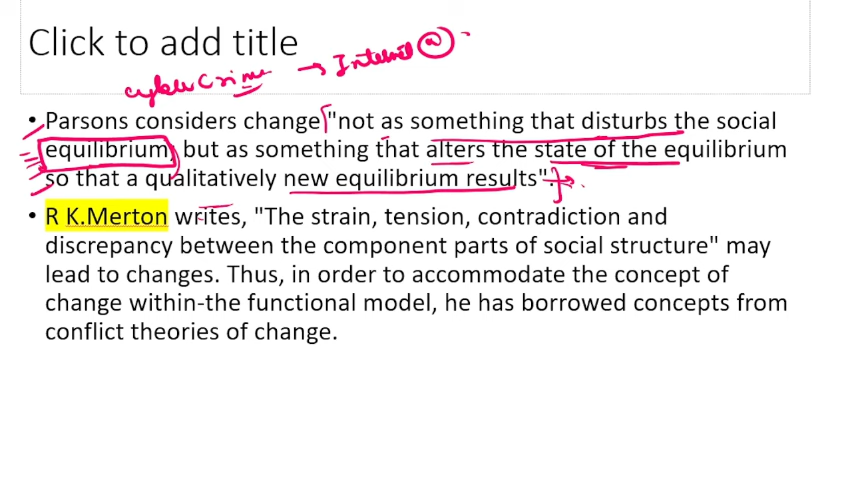 Click to add title
cyber crime → Internet
• Parsons considers change "not as something that disturbs the social
equilibrium, but as something that alters the state of the equilibrium
so that a qualitatively new equilibrium results".
• R K.Merton writes, "The strain, tension, contradiction and
discrepancy between the component parts of social structure" may
lead to changes. Thus, in order to accommodate the concept of
change within-the functional model, he has borrowed concepts from
conflict theories of change.